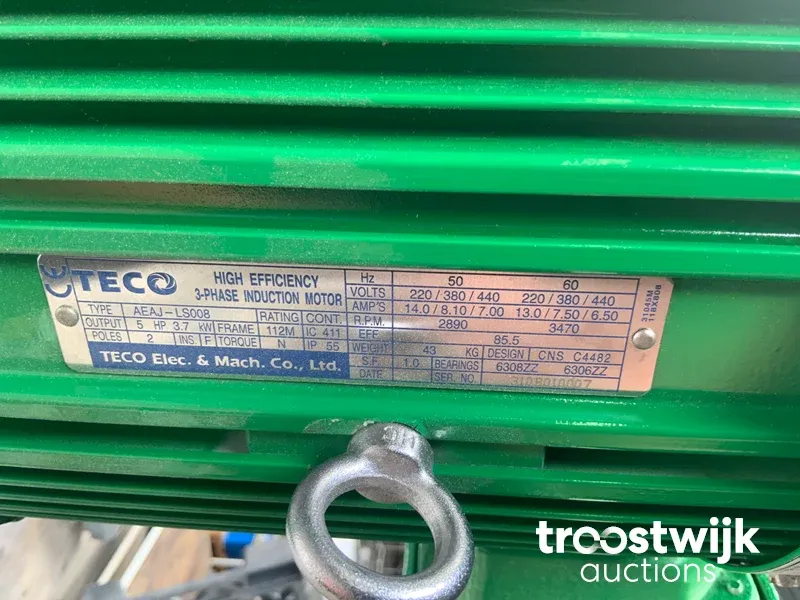 CE TECO HIGH EFFICIENCY Hz 50 60
3-PHASE INDUCTION MOTOR VOLTS 220/380/440 220/380/440
TYPE AEAJ-LS008 RATING CONT. AMP'S 14.0/8.10/7.00 13.0/7.50/6.50
OUTPUT 5 HP 3.7 kW FRAME 112M IC 411 R.P.M. 2890 3470
POLES 2 INS. F TORQUE N IP 55 EFF. 85.5
WEIGHT 43 KG DESIGN CNS C4482
TECO Elec. & Mach. Co., Ltd. S.F. 1.0 BEARINGS 6308ZZ 6306ZZ
DATE SER. NO.
31045M
118X808
troostwijk
auctions